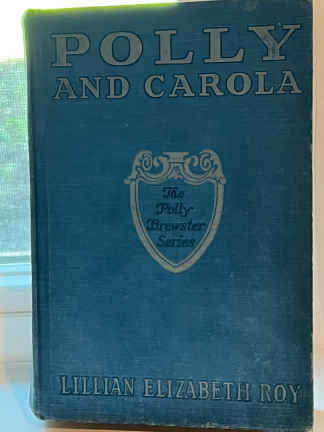 POLLY
AND CAROLA
The
Polly
Brewster
Series
LILLIAN ELIZABETH ROY